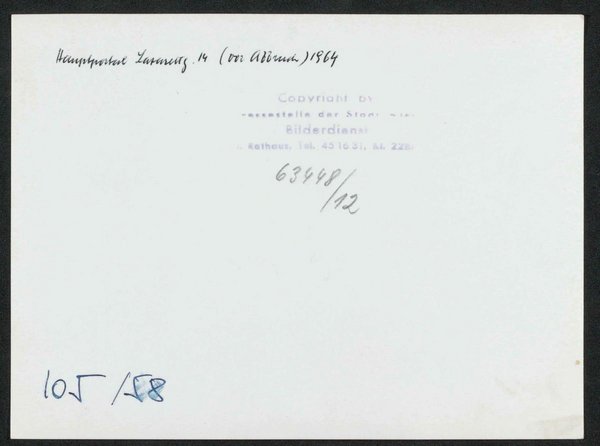 Hauptportal Lazarettg. 14 (vor Abbruch) 1964
Copyright by
der
Bilderdienst
Rathaus, Tel. 45 16 31, Kl. 228
63448/12
105/58